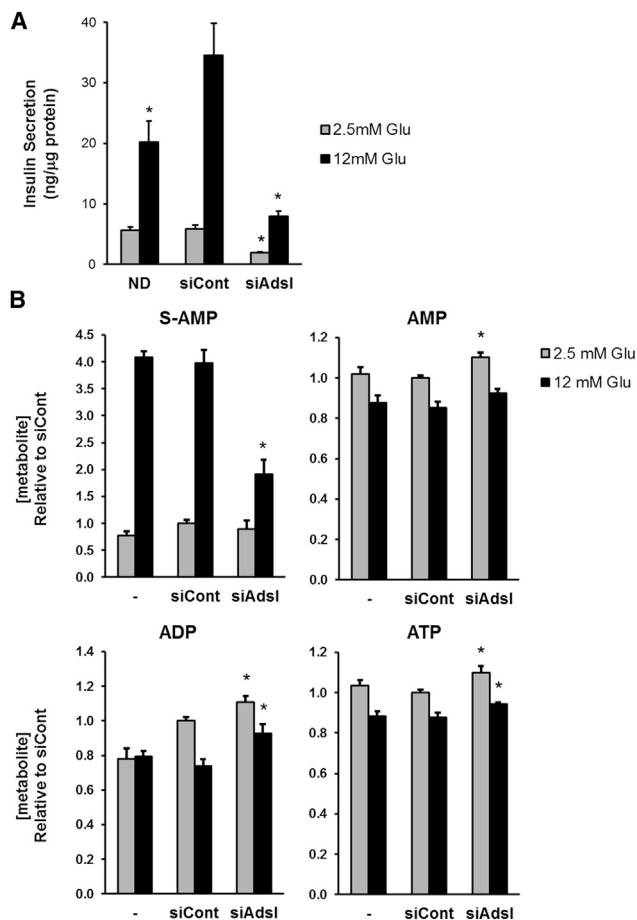 A
Insulin Secretion
(ng/µg protein)
40
30
20
10
0
*
*
*
ND
siCont
siAdsl
2.5mM Glu
12mM Glu
B
S-AMP
[metabolite]
Relative to siCont
4.5
4.0
3.5
3.0
2.5
2.0
1.5
1.0
0.5
0.0
*
-
siCont
siAdsl
AMP
1.2
1.0
0.8
0.6
0.4
0.2
0.0
*
-
siCont
siAdsl
2.5 mM Glu
12 mM Glu
ADP
[metabolite]
Relative to siCont
1.4
1.2
1.0
0.8
0.6
0.4
0.2
0.0
*
*
-
siCont
siAdsl
ATP
1.2
1.0
0.8
0.6
0.4
0.2
0.0
*
*
-
siCont
siAdsl